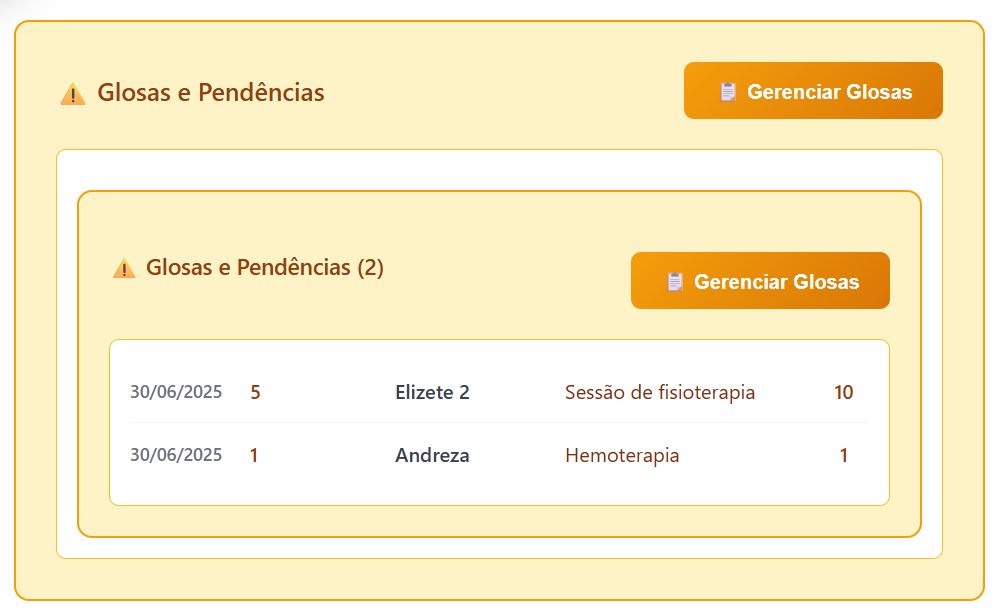 ⚠️ Glosas e Pendências
📋 Gerenciar Glosas
⚠️ Glosas e Pendências (2)
📋 Gerenciar Glosas
30/06/2025 5 Elizete 2 Sessão de fisioterapia 10
30/06/2025 1 Andreza Hemoterapia 1